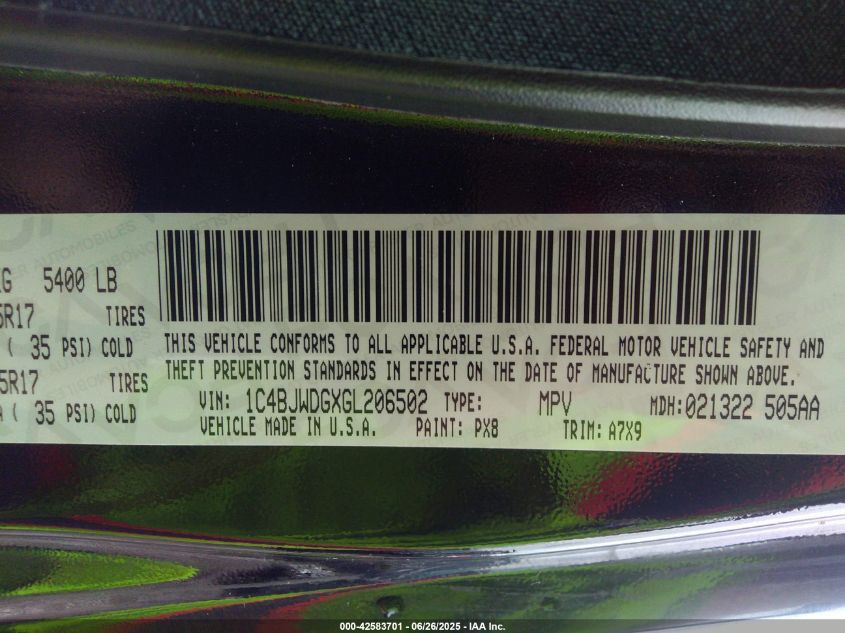 5400 LB
5R17 TIRES
( 35 PSI) COLD
5R17 TIRES
( 35 PSI) COLD
THIS VEHICLE CONFORMS TO ALL APPLICABLE U.S.A. FEDERAL MOTOR VEHICLE SAFETY AND
THEFT PREVENTION STANDARDS IN EFFECT ON THE DATE OF MANUFACTURE SHOWN ABOVE.
VIN: 1C4BJWDGXGL206502 TYPE: MPV MDH: 021322 505AA
VEHICLE MADE IN U.S.A. PAINT: PX8 TRIM: A7X9
000-42583701 - 06/26/2025 - IAA Inc.